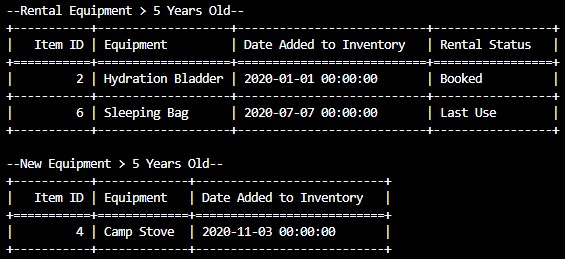 --Rental Equipment > 5 Years Old--
Item ID | Equipment | Date Added to Inventory | Rental Status
2 | Hydration Bladder | 2020-01-01 00:00:00 | Booked
6 | Sleeping Bag | 2020-07-07 00:00:00 | Last Use
--New Equipment > 5 Years Old--
Item ID | Equipment | Date Added to Inventory
4 | Camp Stove | 2020-11-03 00:00:00